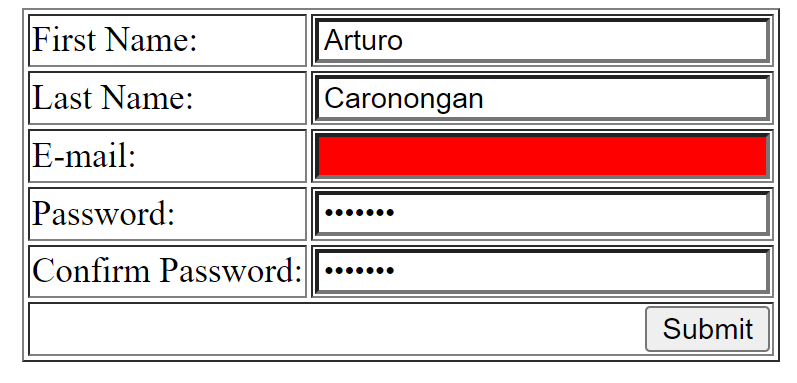 First Name: Arturo
Last Name: Caronongan
E-mail:
Password: •••••••
Confirm Password: •••••••
Submit